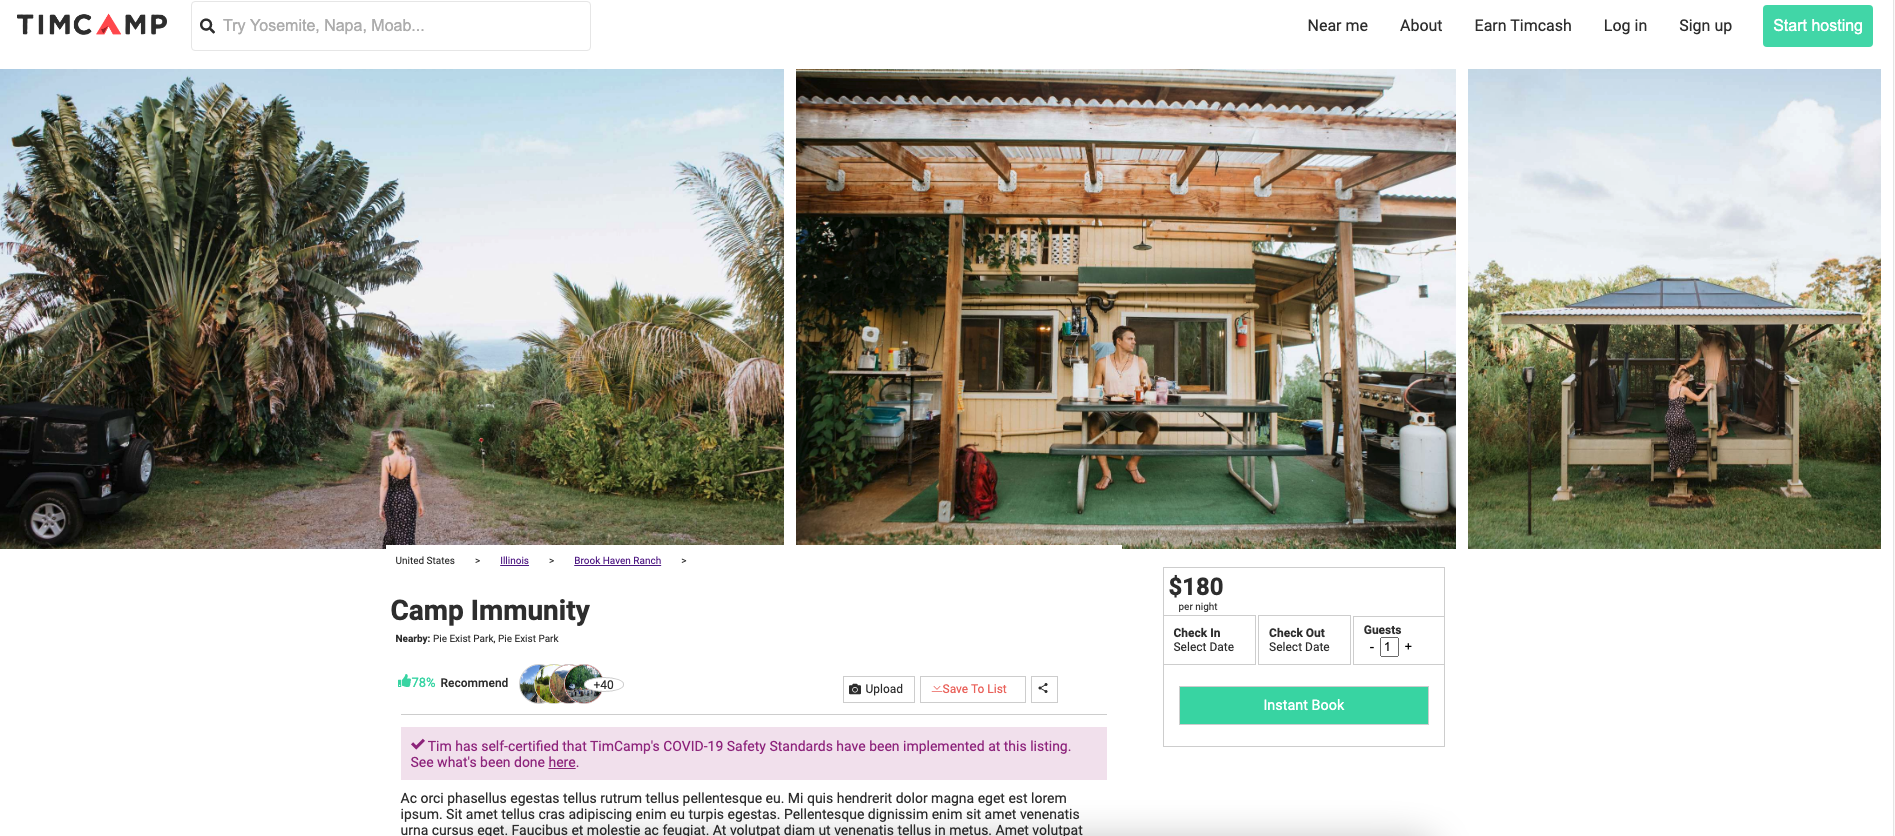 TIMCAMP
Try Yosemite, Napa, Moab...
Near me
About
Earn Timcash
Log in
Sign up
Start hosting
United States > Illinois > Brook Haven Ranch >
Camp Immunity
Nearby: Pie Exist Park, Pie Exist Park
78% Recommend
+40
Upload
Save To List
Tim has self-certified that TimCamp's COVID-19 Safety Standards have been implemented at this listing.
See what's been done here.
Ac orci phasellus egestas tellus rutrum tellus pellentesque eu. Mi quis hendrerit dolor magna eget est lorem
ipsum. Sit amet tellus cras adipiscing enim eu turpis egestas. Pellentesque dignissim enim sit amet venenatis
urna cursus eget. Faucibus et molestie ac feugiat. At volutpat diam ut venenatis tellus in metus. Amet volutpat
$180
per night
Check In
Select Date
Check Out
Select Date
Guests
- 1 +
Instant Book